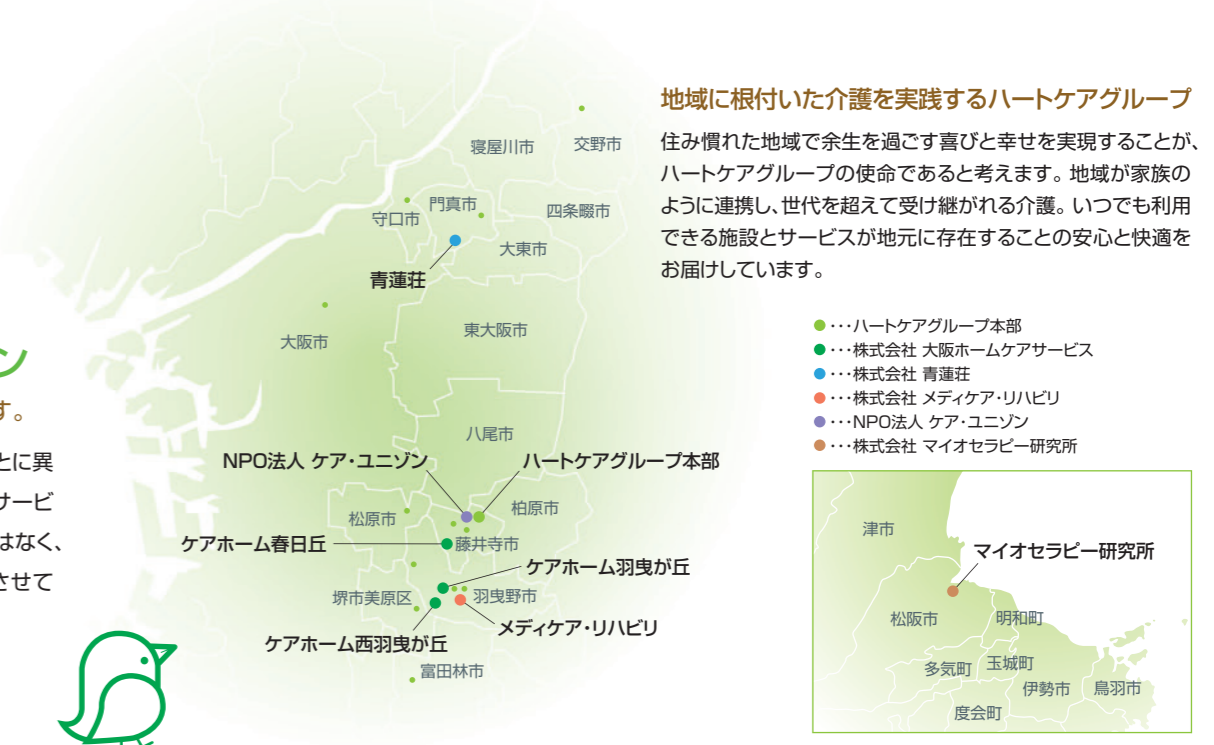 地域に根付いた介護を実践するハートケアグループ
住み慣れた地域で余生を過ごす喜びと幸せを実現することが、
ハートケアグループの使命であると考えます。地域が家族の
ように連携し、世代を超えて受け継がれる介護。いつでも利用
できる施設とサービスが地元に存在することの安心と快適を
お届けしています。
●･･･ハートケアグループ本部
●･･･株式会社 大阪ホームケアサービス
●･･･株式会社 青蓮荘
●･･･株式会社 メディケア・リハビリ
●･･･NPO法人 ケア・ユニゾン
●･･･株式会社 マイオセラピー研究所
寝屋川市
交野市
門真市
守口市
四条畷市
大東市
青蓮荘
東大阪市
大阪市
八尾市
NPO法人 ケア・ユニゾン
ハートケアグループ本部
柏原市
松原市
ケアホーム春日丘
藤井寺市
ケアホーム羽曳が丘
堺市美原区
羽曳野市
メディケア・リハビリ
ケアホーム西羽曳が丘
富田林市
津市
マイオセラピー研究所
松阪市
明和町
多気町
玉城町
伊勢市
鳥羽市
度会町
ン
す。
とに異
サービ
はなく、
させて